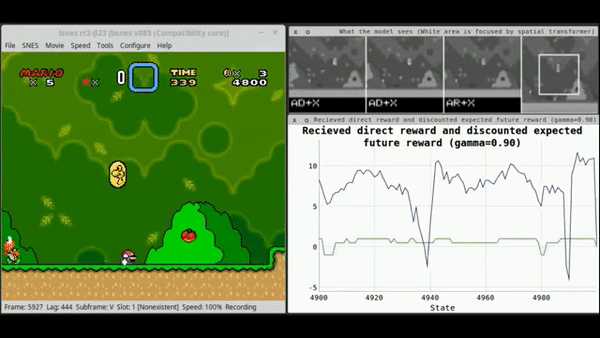 lsnes rr2-β23 [bsnes v085 (Compatibility core)]
File SNES Movie Speed Tools Configure Help
MARIO
x 5
x
0
TIME
339
x 3
4800
Frame: 5927 Lag: 444 Subframe: V Slot: 1 [Nonexistent] Speed: 100% Recording
x o What the model sees (White area is focused by spatial transformer)
AD+X AD+X AR+X
x o Recieved direct reward and discounted expected future reward (gamma=0.90)
Recieved direct reward and discounted expected
future reward (gamma=0.90)
10
5
0
-5
4900 4920 4940 4960 4980
State